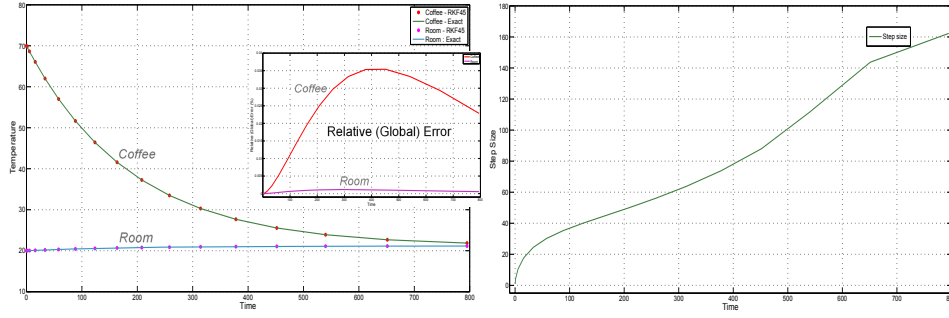 Coffee - RKF45
Coffee - Exact
Room - RKF45
Room : Exact
80
70
60
50
40
30
20
10
Temperature
Coffee
Room
0
100
200
300
400
500
600
700
800
Time
Coffee
Relative (Global) Error
Room
Time
Step size
180
160
140
120
100
80
60
40
20
0
Step Size
0
100
200
300
400
500
600
700
Time